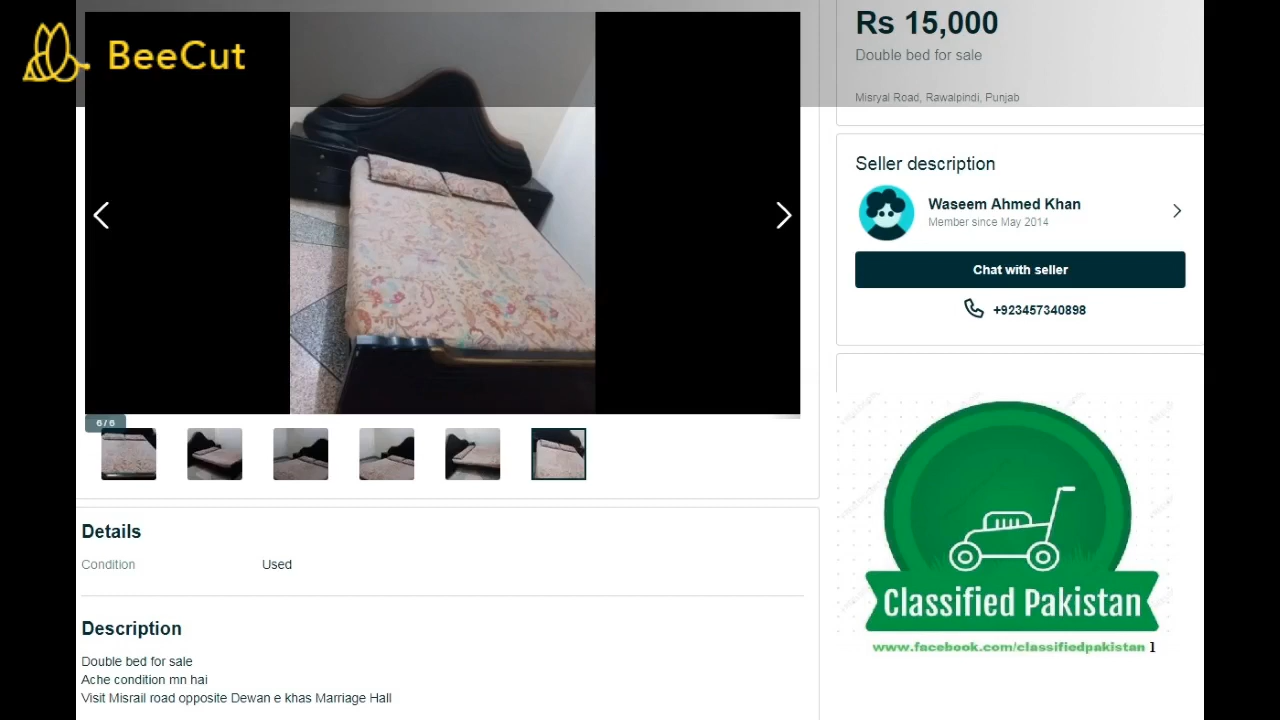 BeeCut
Rs 15,000
Double bed for sale
Misryal Road, Rawalpindi, Punjab
Seller description
Waseem Ahmed Khan
Member since May 2014
Chat with seller
+923457340898
6 / 6
Details
Condition Used
Description
Double bed for sale
Ache condition mn hai
Visit Misrail road opposite Dewan e khas Marriage Hall
Classified Pakistan
www.facebook.com/classifiedpakistan 1